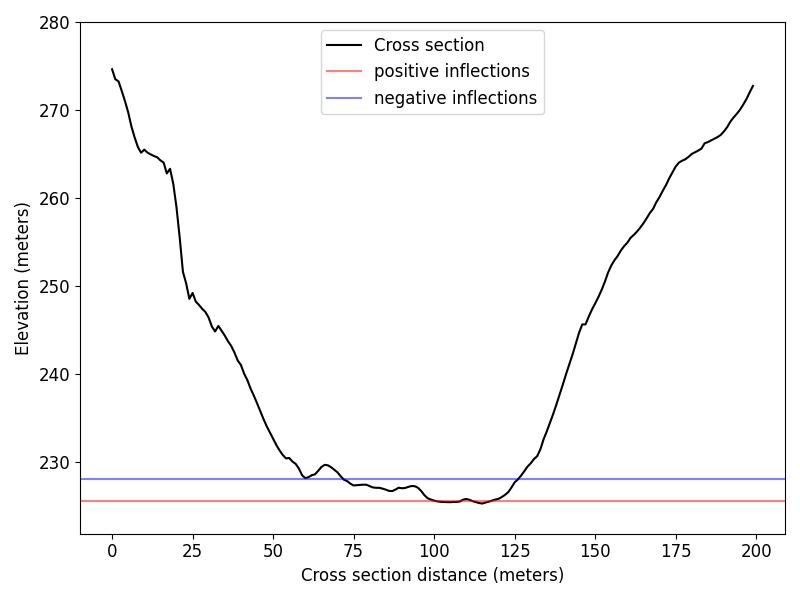 280
270
260
250
240
230
Elevation (meters)
Cross section
positive inflections
negative inflections
0 25 50 75 100 125 150 175 200
Cross section distance (meters)